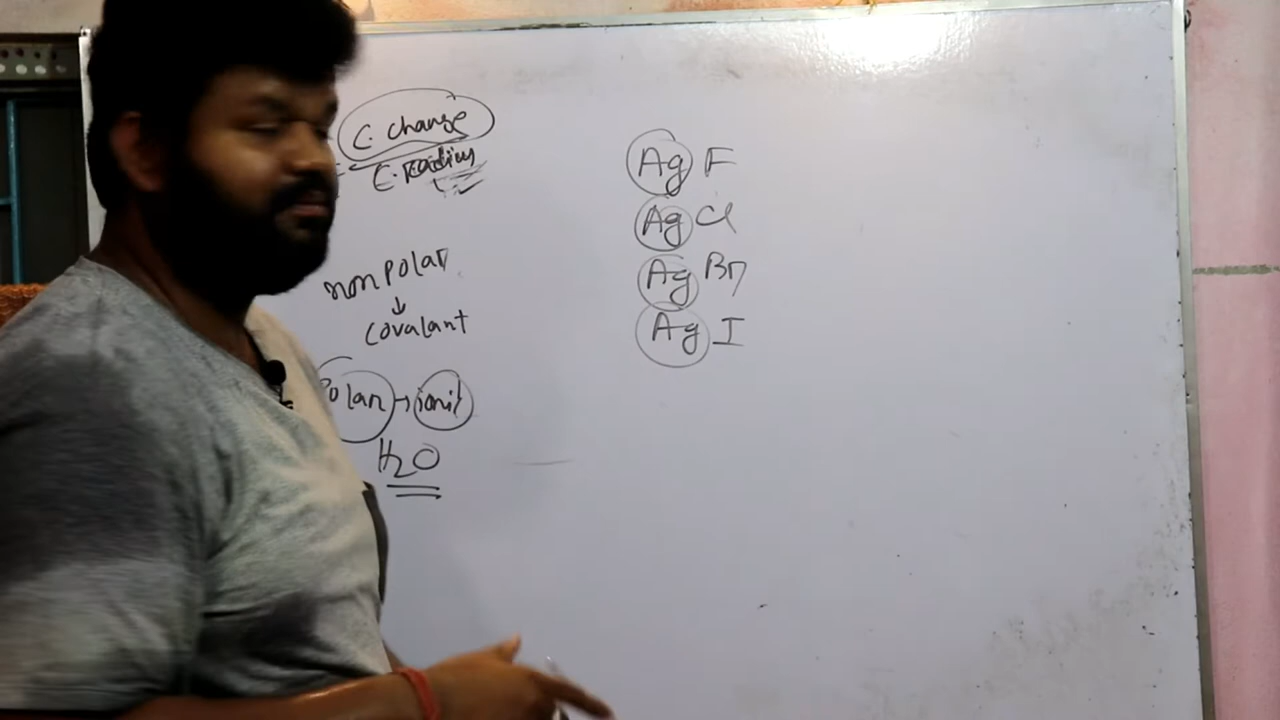 C. Charge
C. Radius
non polar
↓
covalant
Polar → ionic
H2O
Ag F
Ag Cl
Ag Br
Ag I